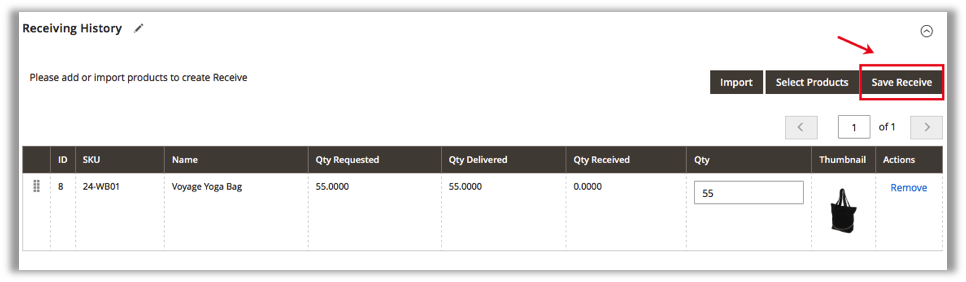 Receiving History
Please add or import products to create Receive
Import Select Products Save Receive
1 of 1
ID SKU Name Qty Requested Qty Delivered Qty Received Qty Thumbnail Actions
8 24-WB01 Voyage Yoga Bag 55.0000 55.0000 0.0000 55 Remove